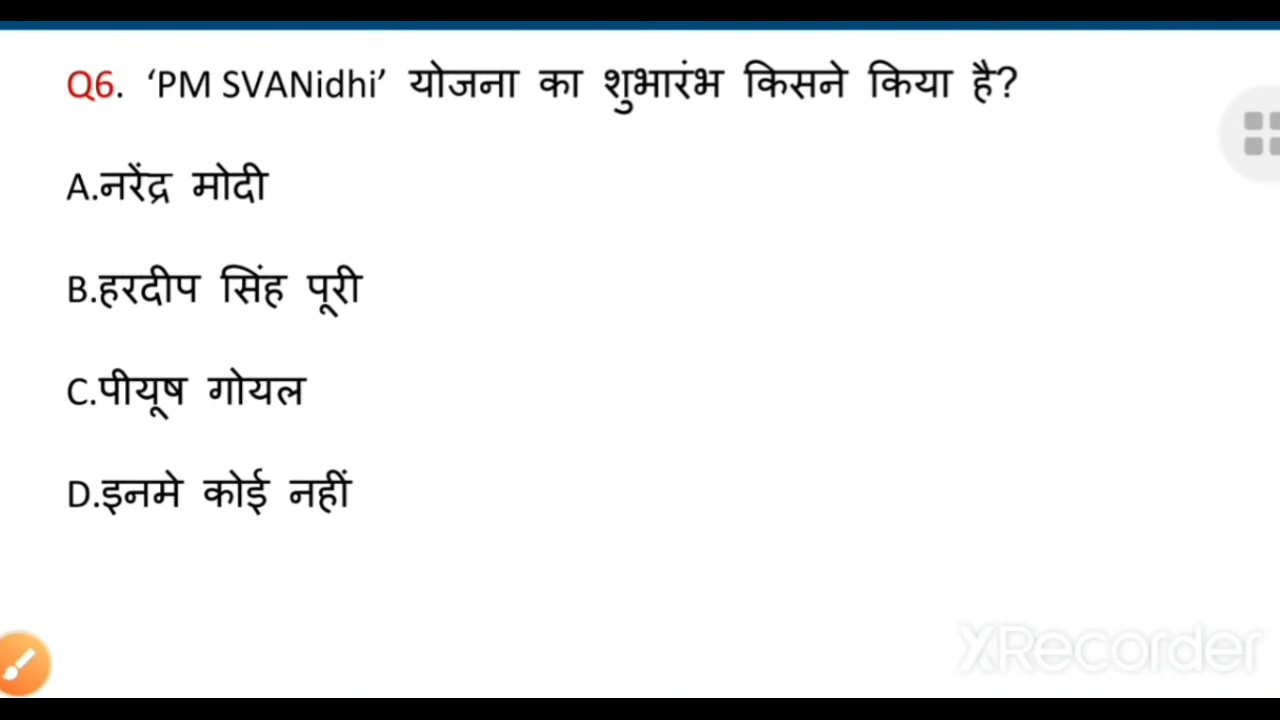 Q6. ‘PM SVANidhi’ योजना का शुभारंभ किसने किया है?
A.नरेंद्र मोदी
B.हरदीप सिंह पूरी
C.पीयूष गोयल
D.इनमे कोई नहीं
XRecorder